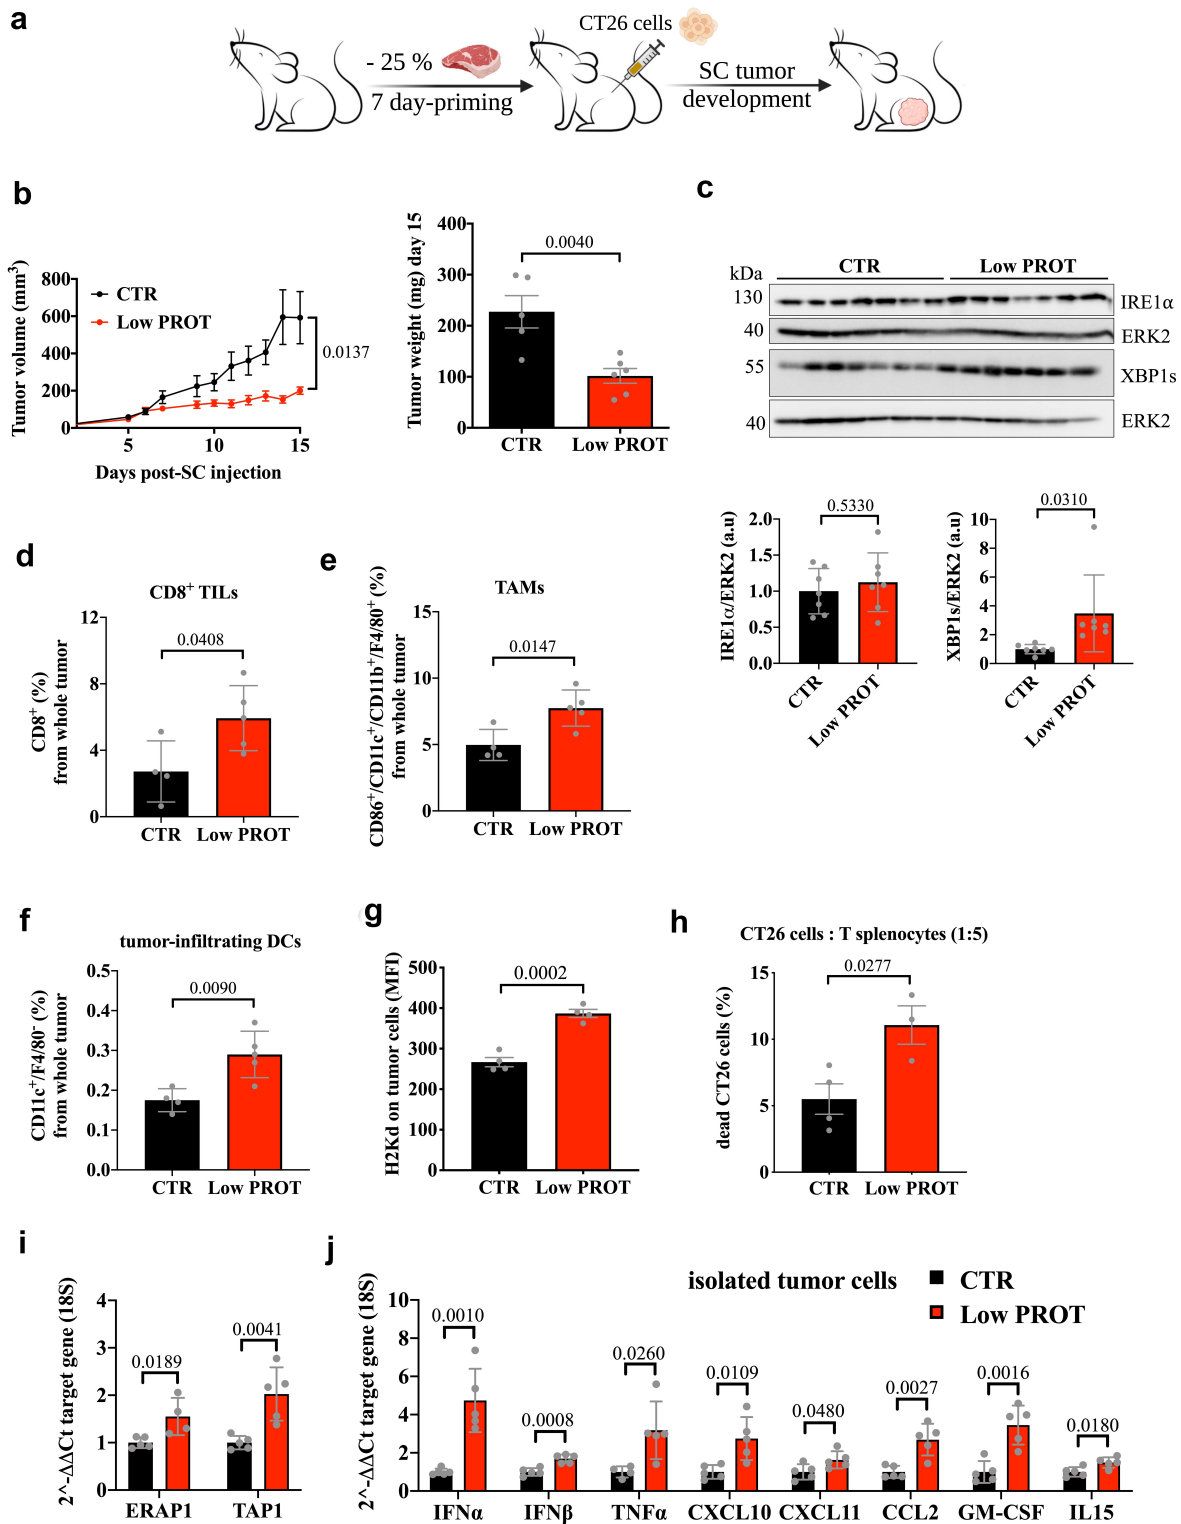 a
CT26 cells
- 25 %
7 day-priming
SC tumor
development
b
Tumor volume (mm3)
800
600
400
200
0
5
10
15
Days post-SC injection
CTR
Low PROT
0.0137
Tumor weight (mg) day 15
400
300
200
100
0
0.0040
CTR
Low PROT
c
kDa
CTR
Low PROT
130
IRE1α
40
ERK2
55
XBP1s
40
ERK2
IRE1α/ERK2 (a.u)
2.0
1.5
1.0
0.5
0.0
0.5330
CTR
Low PROT
XBP1s/ERK2 (a.u)
10
8
6
4
2
0
0.0310
CTR
Low PROT
d
CD8+ TILs
CD8+ (%)
from whole tumor
12
8
4
0
0.0408
CTR
Low PROT
e
TAMs
CD86+/CD11c+/CD11b+/F4/80+ (%)
from whole tumor
15
10
5
0
0.0147
CTR
Low PROT
f
tumor-infiltrating DCs
CD11c+/F4/80- (%)
from whole tumor
0.5
0.4
0.3
0.2
0.1
0.0
0.0090
CTR
Low PROT
g
H2Kd on tumor cells (MFI)
500
400
300
200
100
0
0.0002
CTR
Low PROT
h
CT26 cells : T splenocytes (1:5)
dead CT26 cells (%)
15
10
5
0
0.0277
CTR
Low PROT
i
2^-ΔΔCt target gene (18S)
4
3
2
1
0
0.0189
0.0041
ERAP1
TAP1
j
isolated tumor cells
CTR
Low PROT
2^-ΔΔCt target gene (18S)
10
8
6
4
2
0
0.0010
0.0008
0.0260
0.0109
0.0480
0.0027
0.0016
0.0180
IFNα
IFNβ
TNFα
CXCL10
CXCL11
CCL2
GM-CSF
IL15